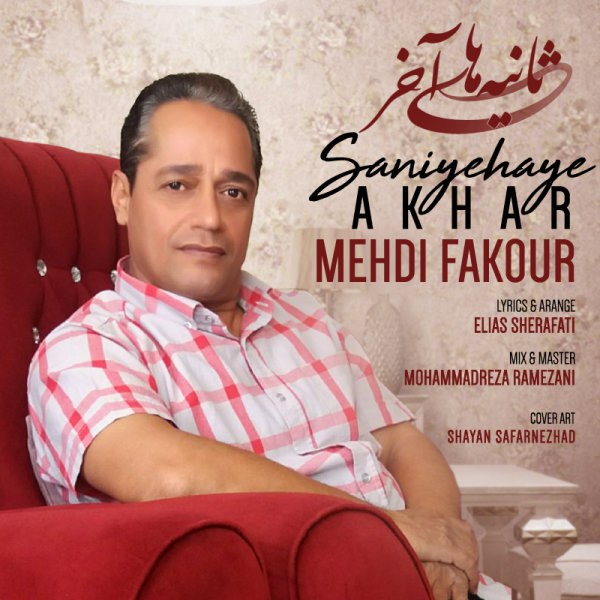 ثانیه های آخر
Saniyehaye
AKHAR
MEHDI FAKOUR
LYRICS & ARANGE
ELIAS SHERAFATI
MIX & MASTER
MOHAMMADREZA RAMEZANI
COVER ART
SHAYAN SAFARNEZHAD